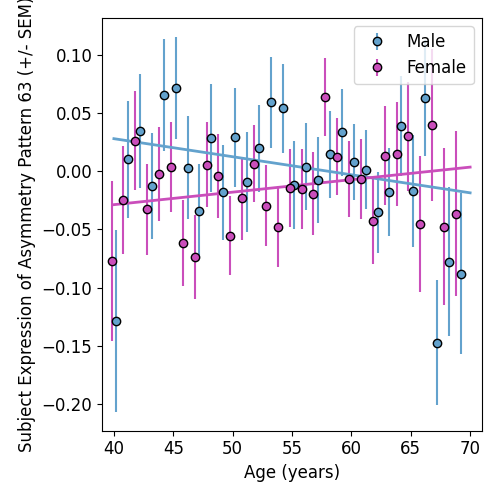 Male
Female
Subject Expression of Asymmetry Pattern 63 (+/- SEM)
0.10
0.05
0.00
−0.05
−0.10
−0.15
−0.20
40 45 50 55 60 65 70
Age (years)